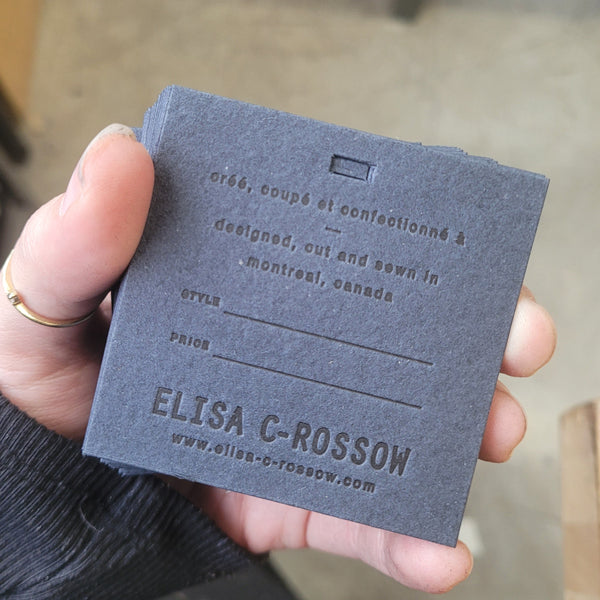 créé, coupé et confectionné à
—
designed, cut and sewn in
montreal, canada
STYLE
PRICE
ELISA C-ROSSOW
www.elisa-c-rossow.com